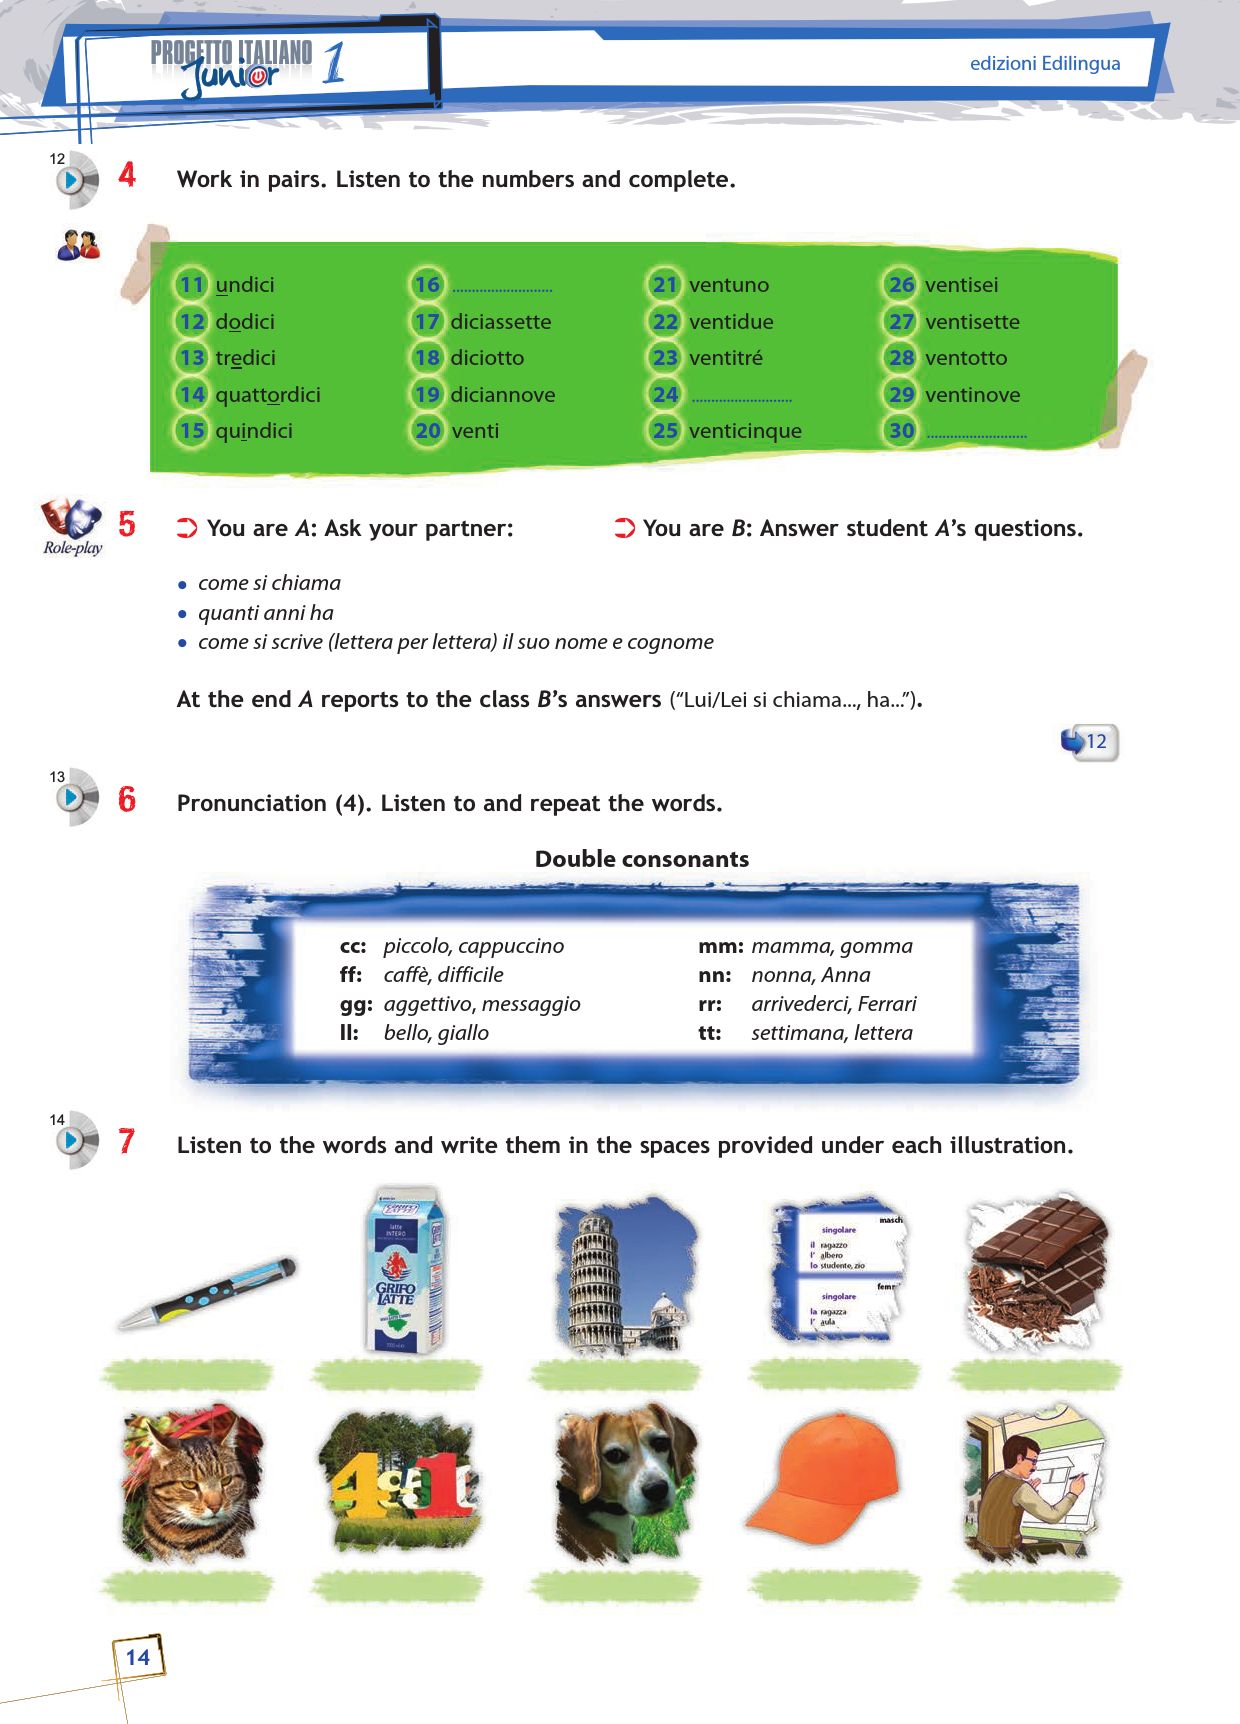 PROGETTO ITALIANO
Junior 1
edizioni Edilingua
12
4 Work in pairs. Listen to the numbers and complete.
11 undici
12 dodici
13 tredici
14 quattordici
15 quindici
16 ..........................
17 diciassette
18 diciotto
19 diciannove
20 venti
21 ventuno
22 ventidue
23 ventitré
24 ..........................
25 venticinque
26 ventisei
27 ventisette
28 ventotto
29 ventinove
30 ..........................
Role-play
5 You are A: Ask your partner:
You are B: Answer student A’s questions.
• come si chiama
• quanti anni ha
• come si scrive (lettera per lettera) il suo nome e cognome
At the end A reports to the class B’s answers (“Lui/Lei si chiama..., ha...”).
12
13
6 Pronunciation (4). Listen to and repeat the words.
Double consonants
cc: piccolo, cappuccino
ff: caffè, difficile
gg: aggettivo, messaggio
ll: bello, giallo
mm: mamma, gomma
nn: nonna, Anna
rr: arrivederci, Ferrari
tt: settimana, lettera
14
7 Listen to the words and write them in the spaces provided under each illustration.
latte
INTERO
GRIFO
LATTE
masch
singolare
il ragazzo
l’ albero
lo studente, zio
femm
singolare
la ragazza
l’ aula
4 1
14